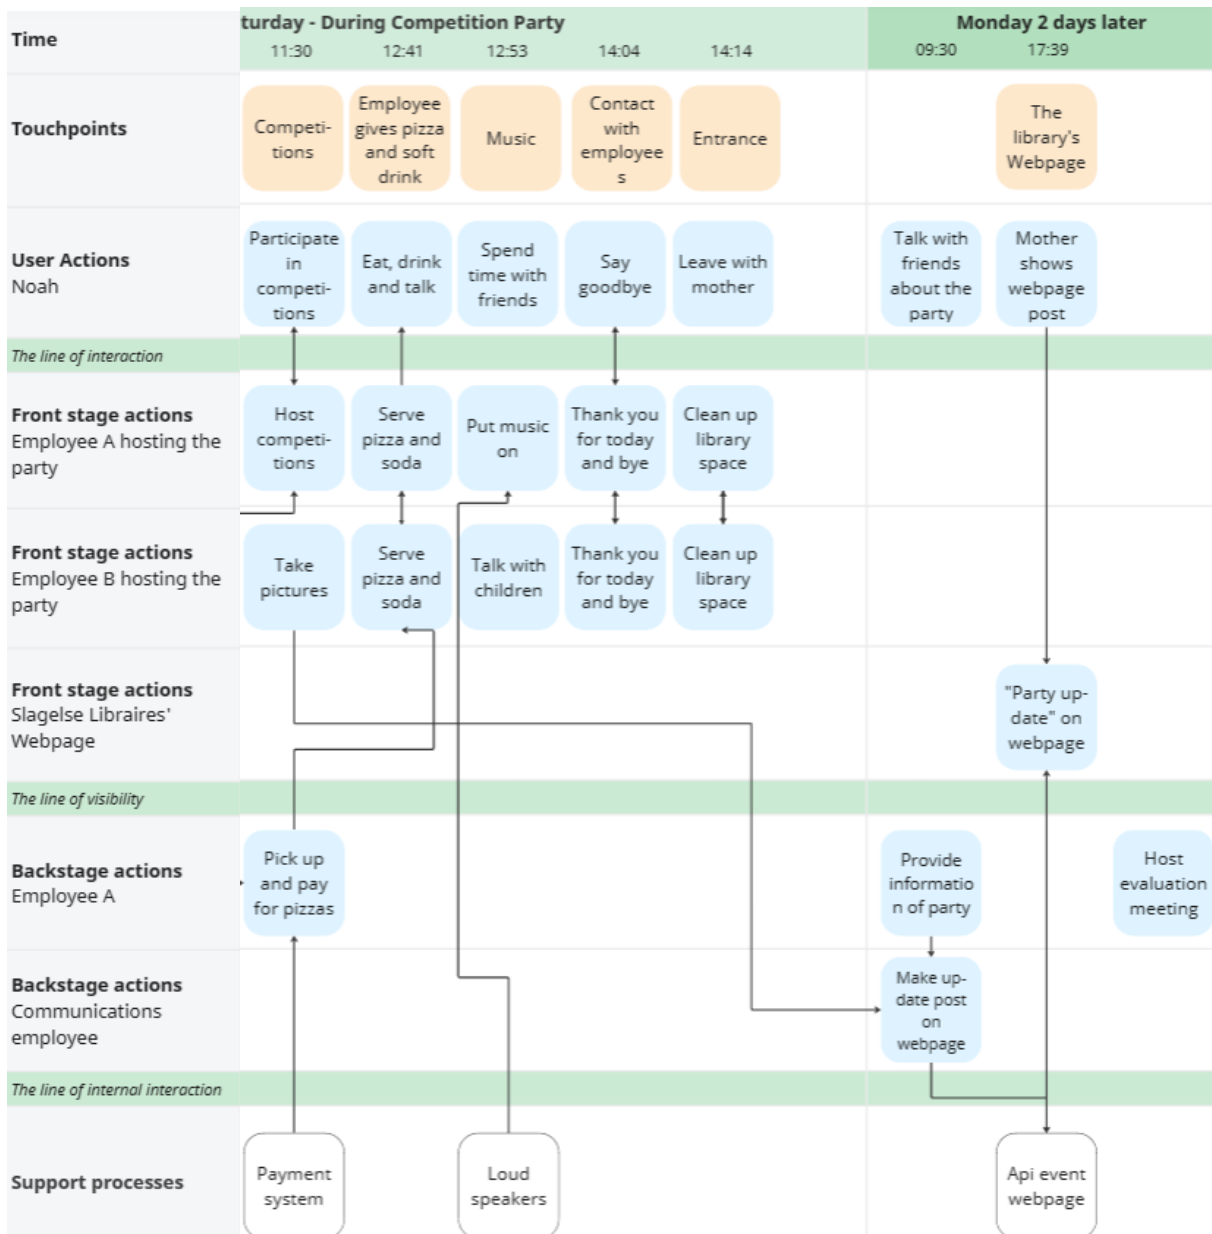 Time
turday - During Competition Party
Monday 2 days later
11:30
12:41
12:53
14:04
14:14
09:30
17:39
Touchpoints
Competi-
tions
Employee
gives pizza
and soft
drink
Music
Contact
with
employee
s
Entrance
The
library's
Webpage
User Actions
Noah
Participate
in
competi-
tions
Eat, drink
and talk
Spend
time with
friends
Say
goodbye
Leave with
mother
Talk with
friends
about the
party
Mother
shows
webpage
post
The line of interaction
Front stage actions
Employee A hosting the
party
Host
competi-
tions
Serve
pizza and
soda
Put music
on
Thank you
for today
and bye
Clean up
library
space
Front stage actions
Employee B hosting the
party
Take
pictures
Serve
pizza and
soda
Talk with
children
Thank you
for today
and bye
Clean up
library
space
Front stage actions
Slagelse Libraires'
Webpage
"Party up-
date" on
webpage
The line of visibility
Backstage actions
Employee A
Pick up
and pay
for pizzas
Provide
informatio
n of party
Host
evaluation
meeting
Backstage actions
Communications
employee
Make up-
date post
on
webpage
The line of internal interaction
Support processes
Payment
system
Loud
speakers
Api event
webpage